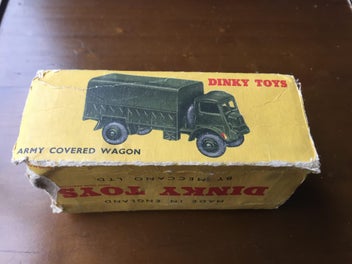 DINKY TOYS
ARMY COVERED WAGON
DINKY TOYS
MADE IN ENGLAND
BY MECCANO LTD.